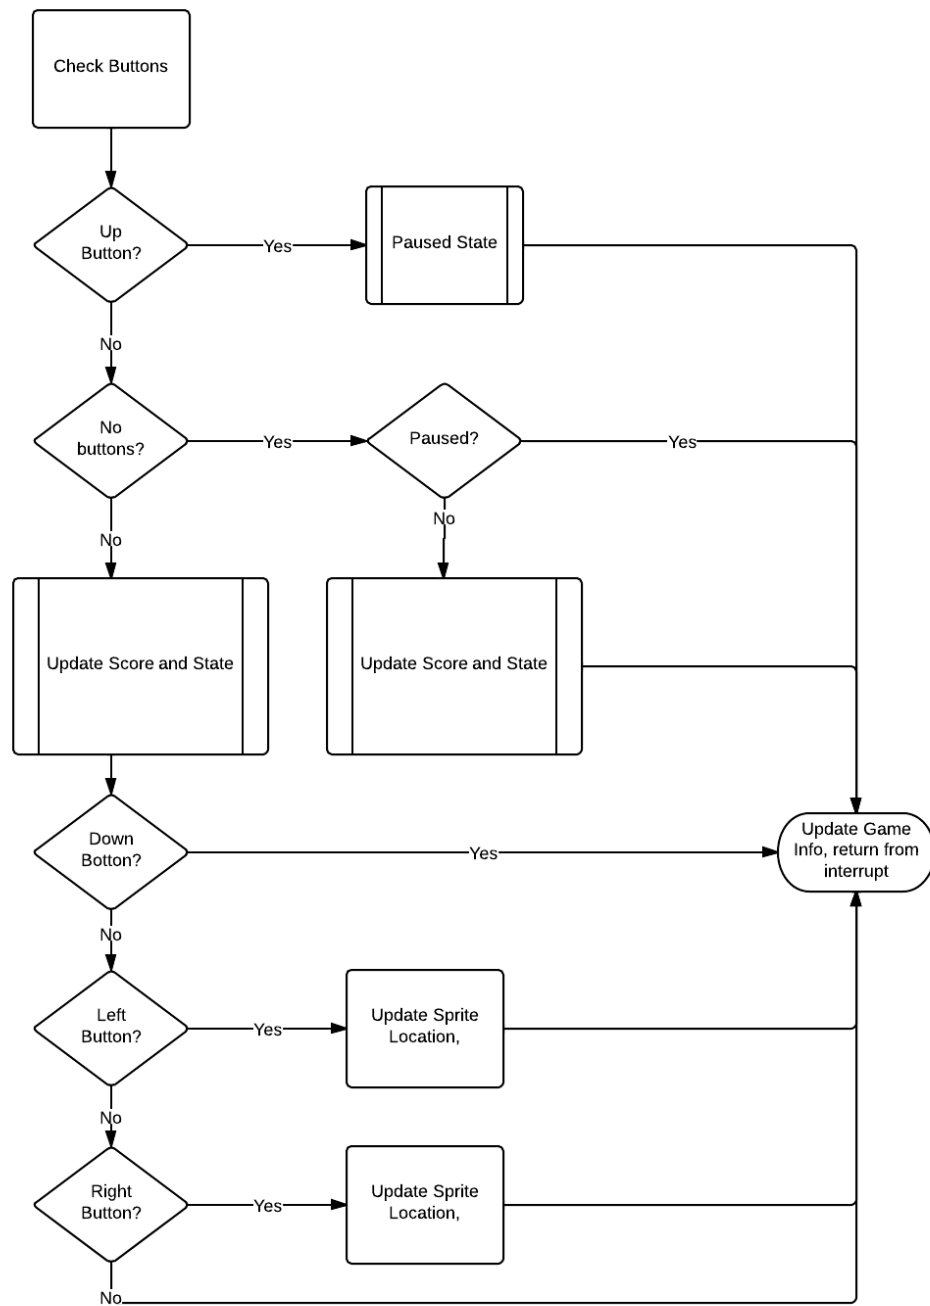 Check Buttons
Up
Button?
Yes
Paused State
No
No
buttons?
Yes
Paused?
Yes
No
No
Update Score and State
Update Score and State
Down
Botton?
Yes
Update Game
Info, return from
interrupt
No
Left
Button?
Yes
Update Sprite
Location,
No
Right
Button?
Yes
Update Sprite
Location,
No